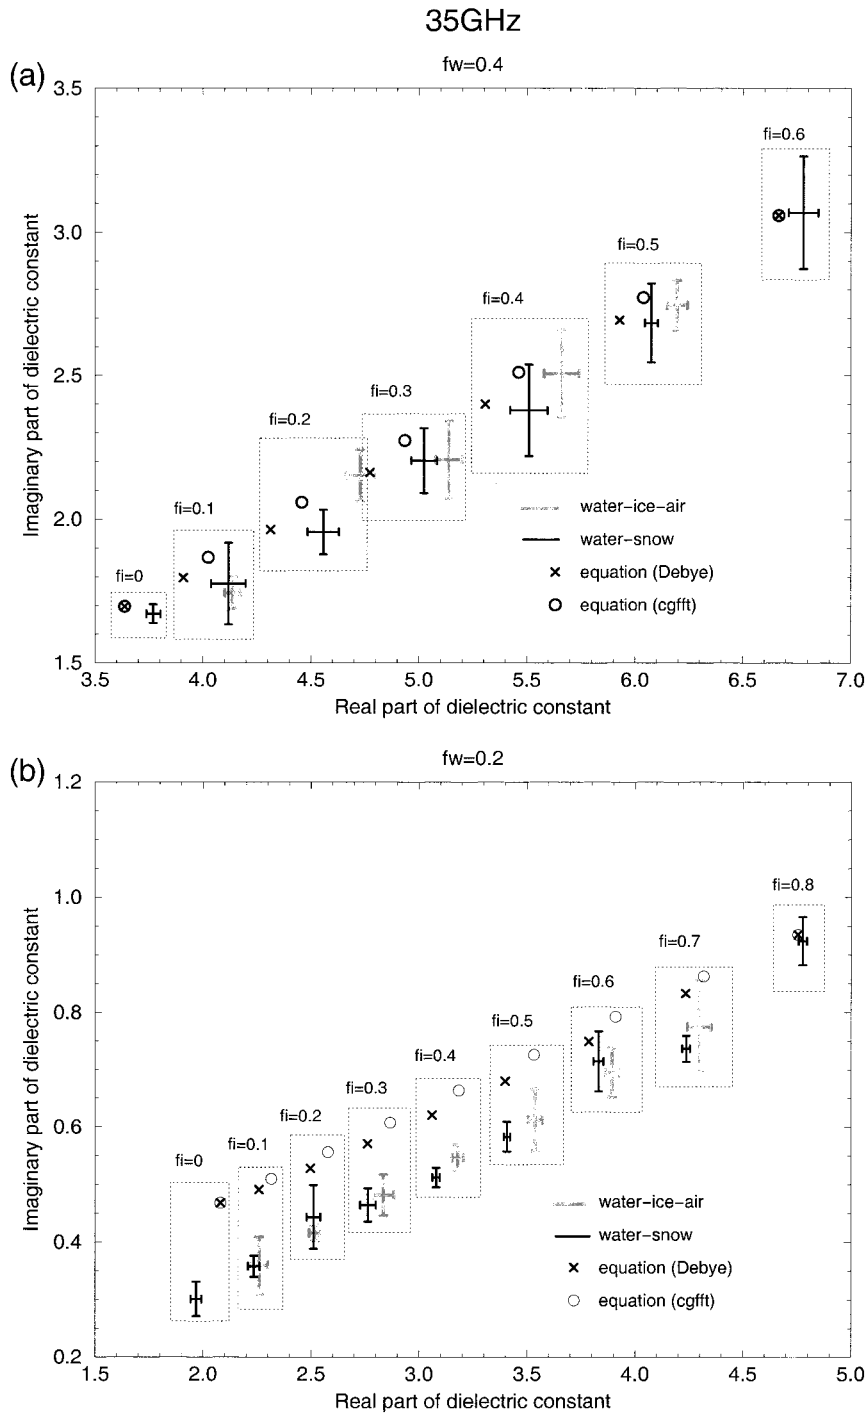 35GHz
(a)
fw=0.4
3.5
3.0
2.5
2.0
1.5
Imaginary part of dielectric constant
fi=0.6
fi=0.5
fi=0.4
fi=0.3
fi=0.2
fi=0.1
fi=0
water-ice-air
water-snow
equation (Debye)
equation (cgfft)
3.5 4.0 4.5 5.0 5.5 6.0 6.5 7.0
Real part of dielectric constant
(b)
fw=0.2
1.2
1.0
0.8
0.6
0.4
0.2
Imaginary part of dielectric constant
fi=0.8
fi=0.7
fi=0.6
fi=0.5
fi=0.4
fi=0.3
fi=0.2
fi=0.1
fi=0
water-ice-air
water-snow
equation (Debye)
equation (cgfft)
1.5 2.0 2.5 3.0 3.5 4.0 4.5 5.0
Real part of dielectric constant